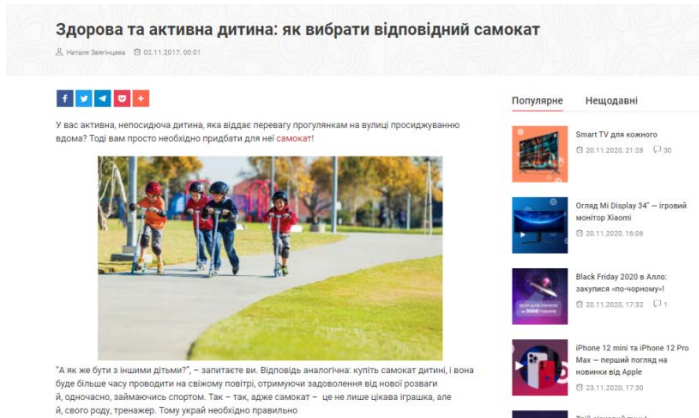 Здорова та активна дитина: як вибрати відповідний самокат
Наталя Звягінцева 02.11.2017, 00:01
У вас активна, непосидюча дитина, яка віддає перевагу прогулянкам на вулиці просиджуванню
вдома? Тоді вам просто необхідно придбати для неї самокат!
"А як же бути з іншими дітьми?", – запитаєте ви. Відповідь аналогічна: купіть самокат дитині, і вона
буде більше часу проводити на свіжому повітрі, отримуючи задоволення від нової розваги
й, одночасно, займаючись спортом. Так – так, адже самокат – це не лише цікава іграшка, але
й, свого роду, тренажер. Тому украй необхідно правильно
Популярне Нещодавні
Smart TV для кожного
20.11.2020, 21:28 30
Огляд Mi Display 34" — ігровий
монітор Xiaomi
20.11.2020, 16:06
Black Friday 2020 в Алло:
закупися «по-чорному»!
20.11.2020, 17:32 1
iPhone 12 mini та iPhone 12 Pro
Max — перший погляд на
новинки від Apple
23.11.2020, 17:30